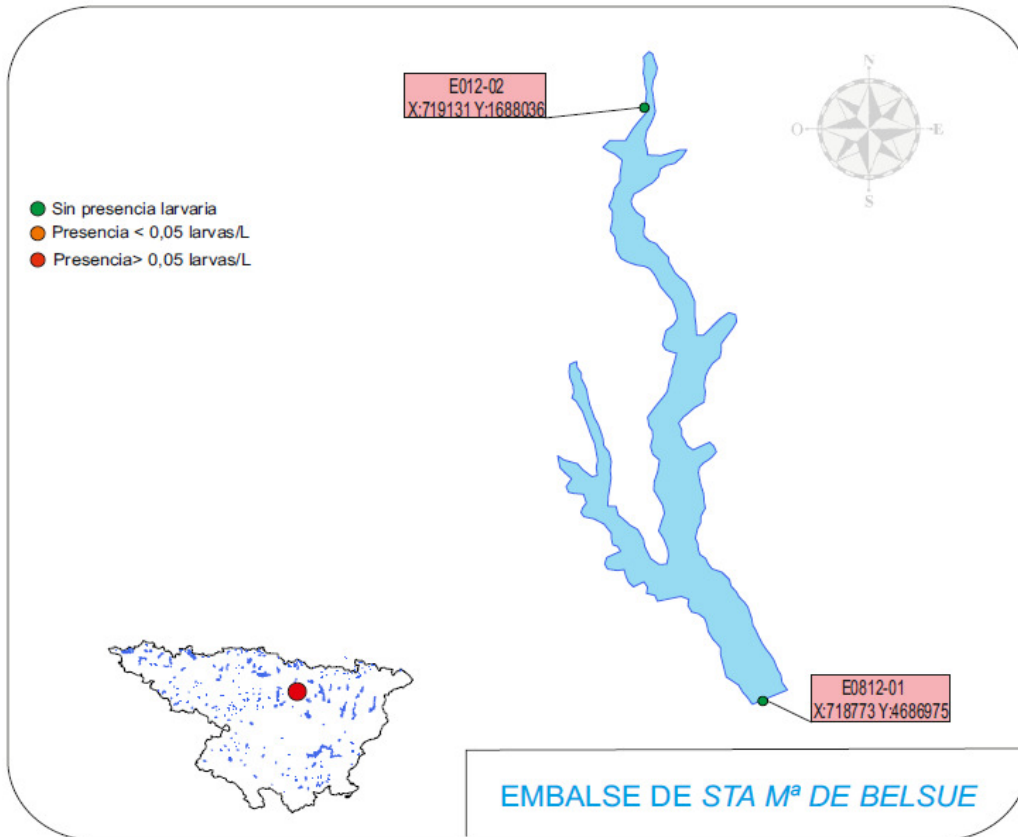 E012-02
X:719131 Y:1688036
N
O
E
S
Sin presencia larvaria
Presencia < 0,05 larvas/L
Presencia> 0,05 larvas/L
E0812-01
X:718773 Y:4686975
EMBALSE DE STA Mª DE BELSUE